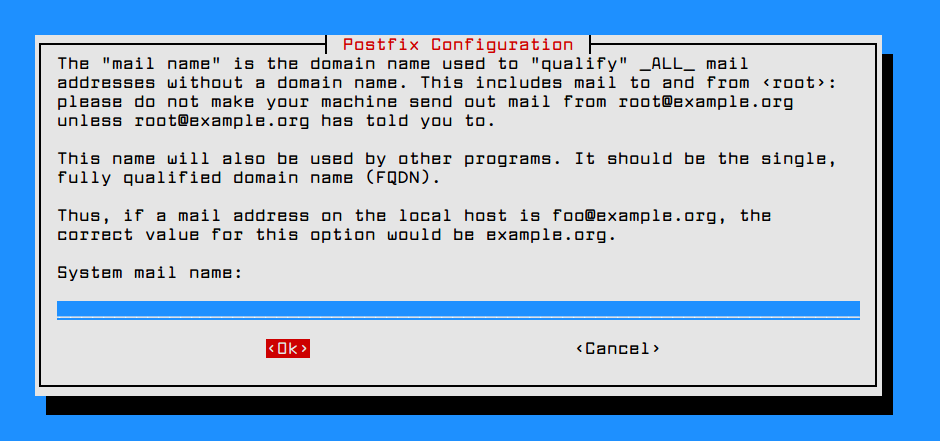 Postfix Configuration
The "mail name" is the domain name used to "qualify" _ALL_ mail
addresses without a domain name. This includes mail to and from <root>:
please do not make your machine send out mail from root@example.org
unless root@example.org has told you to.
This name will also be used by other programs. It should be the single,
fully qualified domain name (FQDN).
Thus, if a mail address on the local host is foo@example.org, the
correct value for this option would be example.org.
System mail name:
<Ok> <Cancel>